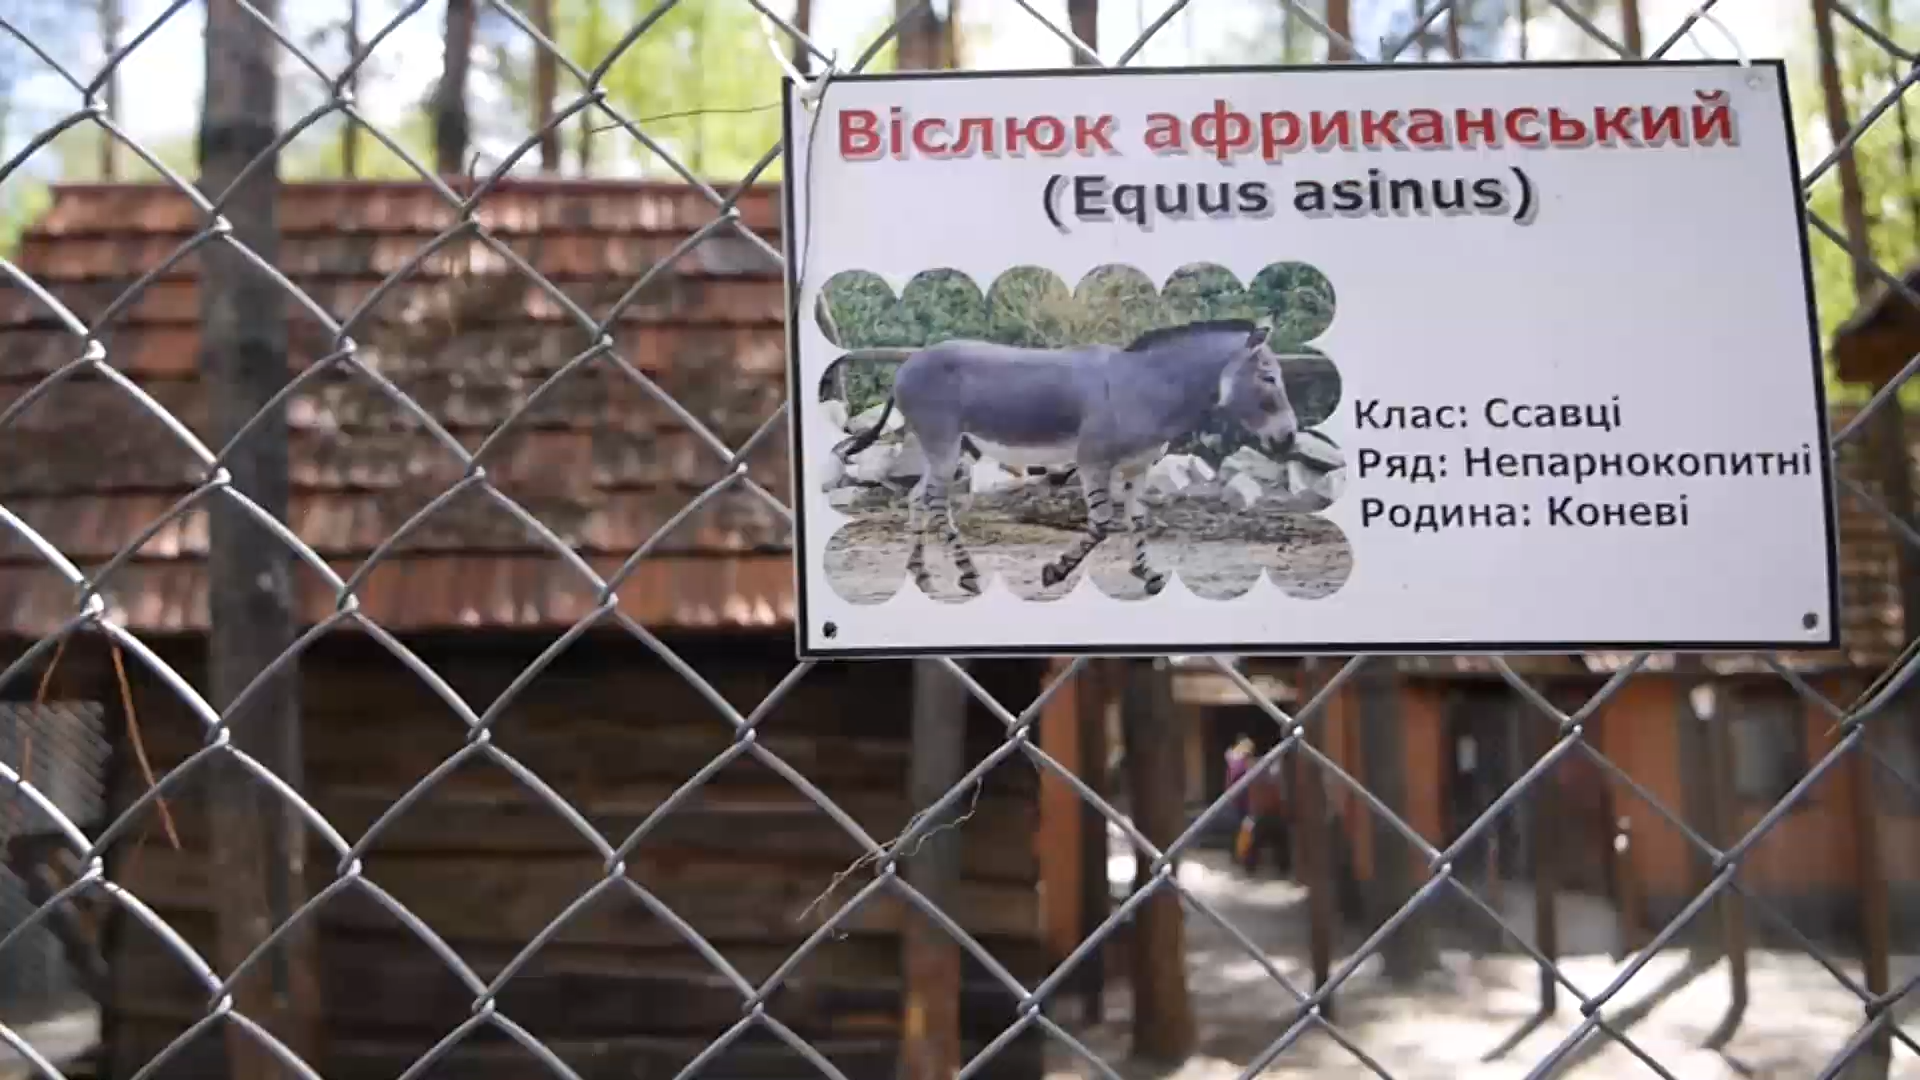 Віслюк африканський
(Equus asinus)
Клас: Ссавці
Ряд: Непарнокопитні
Родина: Коневі